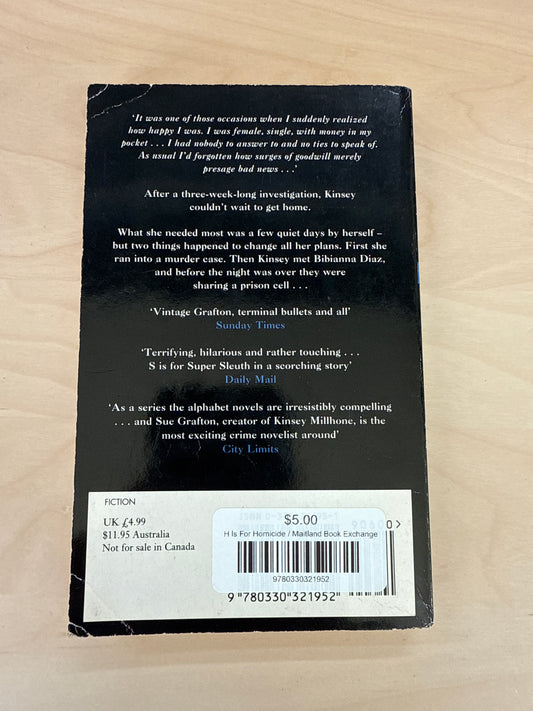 ‘It was one of those occasions when I suddenly realized
how happy I was. I was female, single, with money in my
pocket . . . I had nobody to answer to and no ties to speak of.
As usual I’d forgotten how surges of goodwill merely
presage bad news . . .’
After a three-week-long investigation, Kinsey
couldn’t wait to get home.
What she needed most was a few quiet days by herself –
but two things happened to change all her plans. First she
ran into a murder case. Then Kinsey met Bibianna Diaz,
and before the night was over they were
sharing a prison cell . . .
‘Vintage Grafton, terminal bullets and all’
Sunday Times
‘Terrifying, hilarious and rather touching . . .
S is for Super Sleuth in a scorching story’
Daily Mail
‘As a series the alphabet novels are irresistibly compelling
. . . and Sue Grafton, creator of Kinsey Millhone, is the
most exciting crime novelist around’
City Limits
FICTION
UK £4.99
$11.95 Australia
Not for sale in Canada
ISBN 0-3
90600>
$5.00
H Is For Homicide / Maitland Book Exchange
9780330321952
9 780330 321952